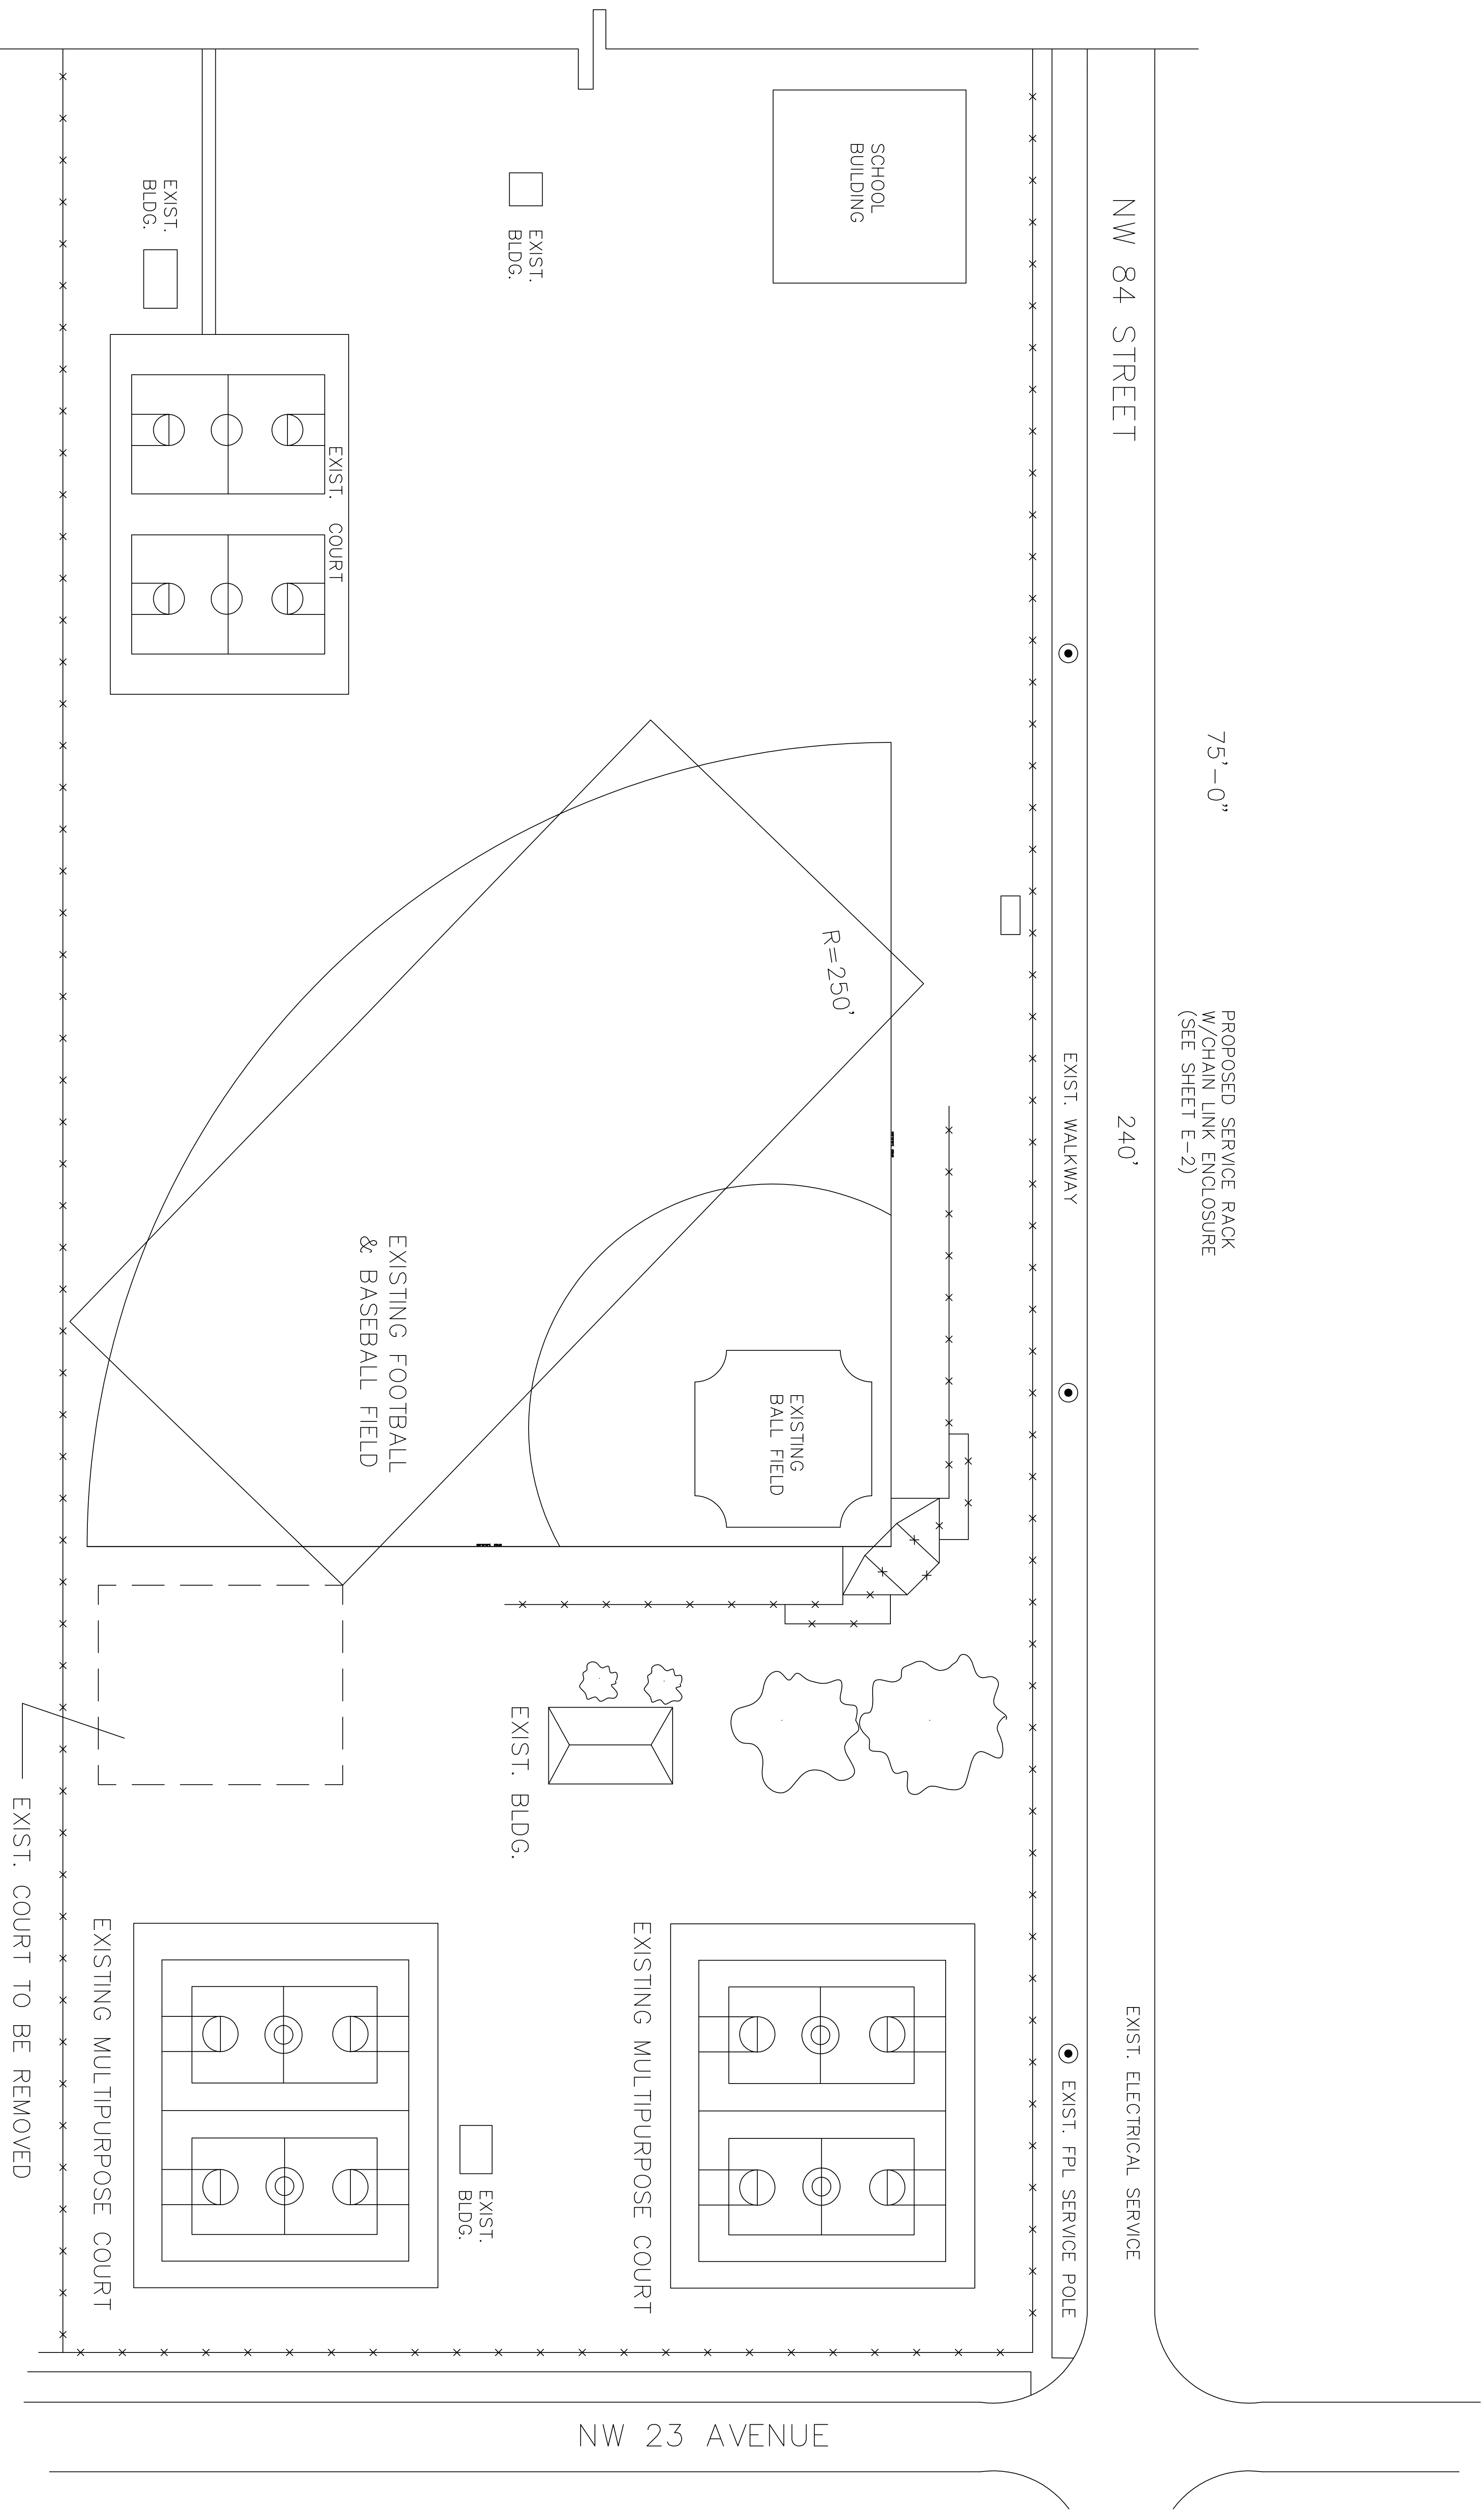 NW 84 STREET
75'-0"
PROPOSED SERVICE RACK
W/CHAIN LINK ENCLOSURE
(SEE SHEET E-2)
240'
EXIST. WALKWAY
EXIST. ELECTRICAL SERVICE
EXIST. FPL SERVICE POLE
SCHOOL
BUILDING
EXIST.
BLDG.
EXIST.
BLDG.
EXIST. COURT
R=250'
EXISTING FOOTBALL
& BASEBALL FIELD
EXISTING
BALL FIELD
EXIST. BLDG.
EXISTING MULTIPURPOSE COURT
EXIST.
BLDG.
EXISTING MULTIPURPOSE COURT
EXIST. COURT TO BE REMOVED
NW 23 AVENUE